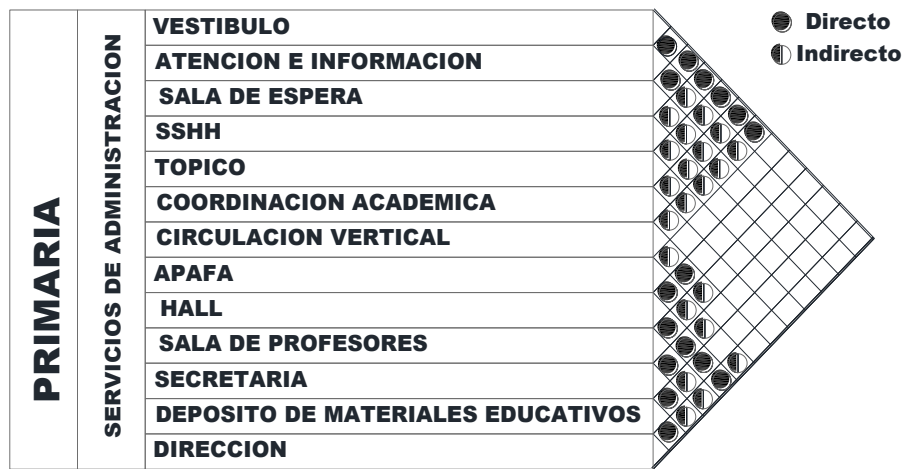 PRIMARIA
SERVICIOS DE ADMINISTRACION
VESTIBULO
ATENCION E INFORMACION
SALA DE ESPERA
SSHH
TOPICO
COORDINACION ACADEMICA
CIRCULACION VERTICAL
APAFA
HALL
SALA DE PROFESORES
SECRETARIA
DEPOSITO DE MATERIALES EDUCATIVOS
DIRECCION
Directo
Indirecto